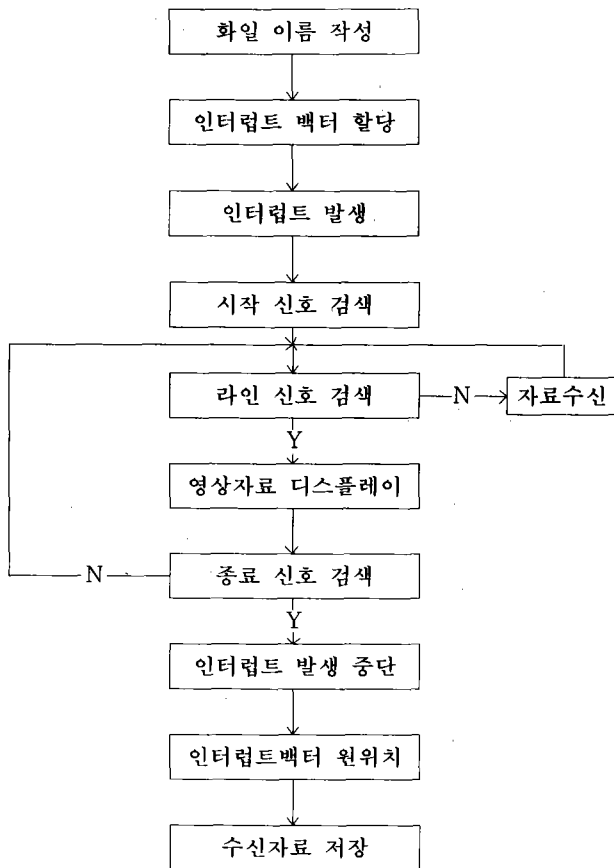 화일 이름 작성
인터럽트 백터 할당
인터럽트 발생
시작 신호 검색
라인 신호 검색
N
자료수신
Y
영상자료 디스플레이
종료 신호 검색
N
Y
인터럽트 발생 중단
인터럽트백터 원위치
수신자료 저장